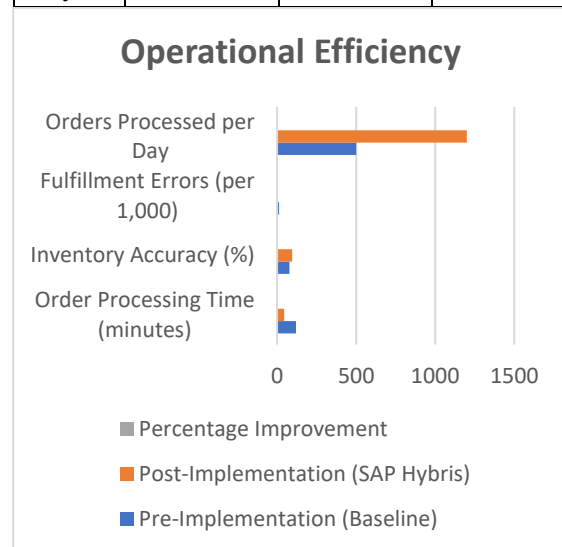 Operational Efficiency
Orders Processed per
Day
Fulfillment Errors (per
1,000)
Inventory Accuracy (%)
Order Processing Time
(minutes)
0 500 1000 1500
Percentage Improvement
Post-Implementation (SAP Hybris)
Pre-Implementation (Baseline)